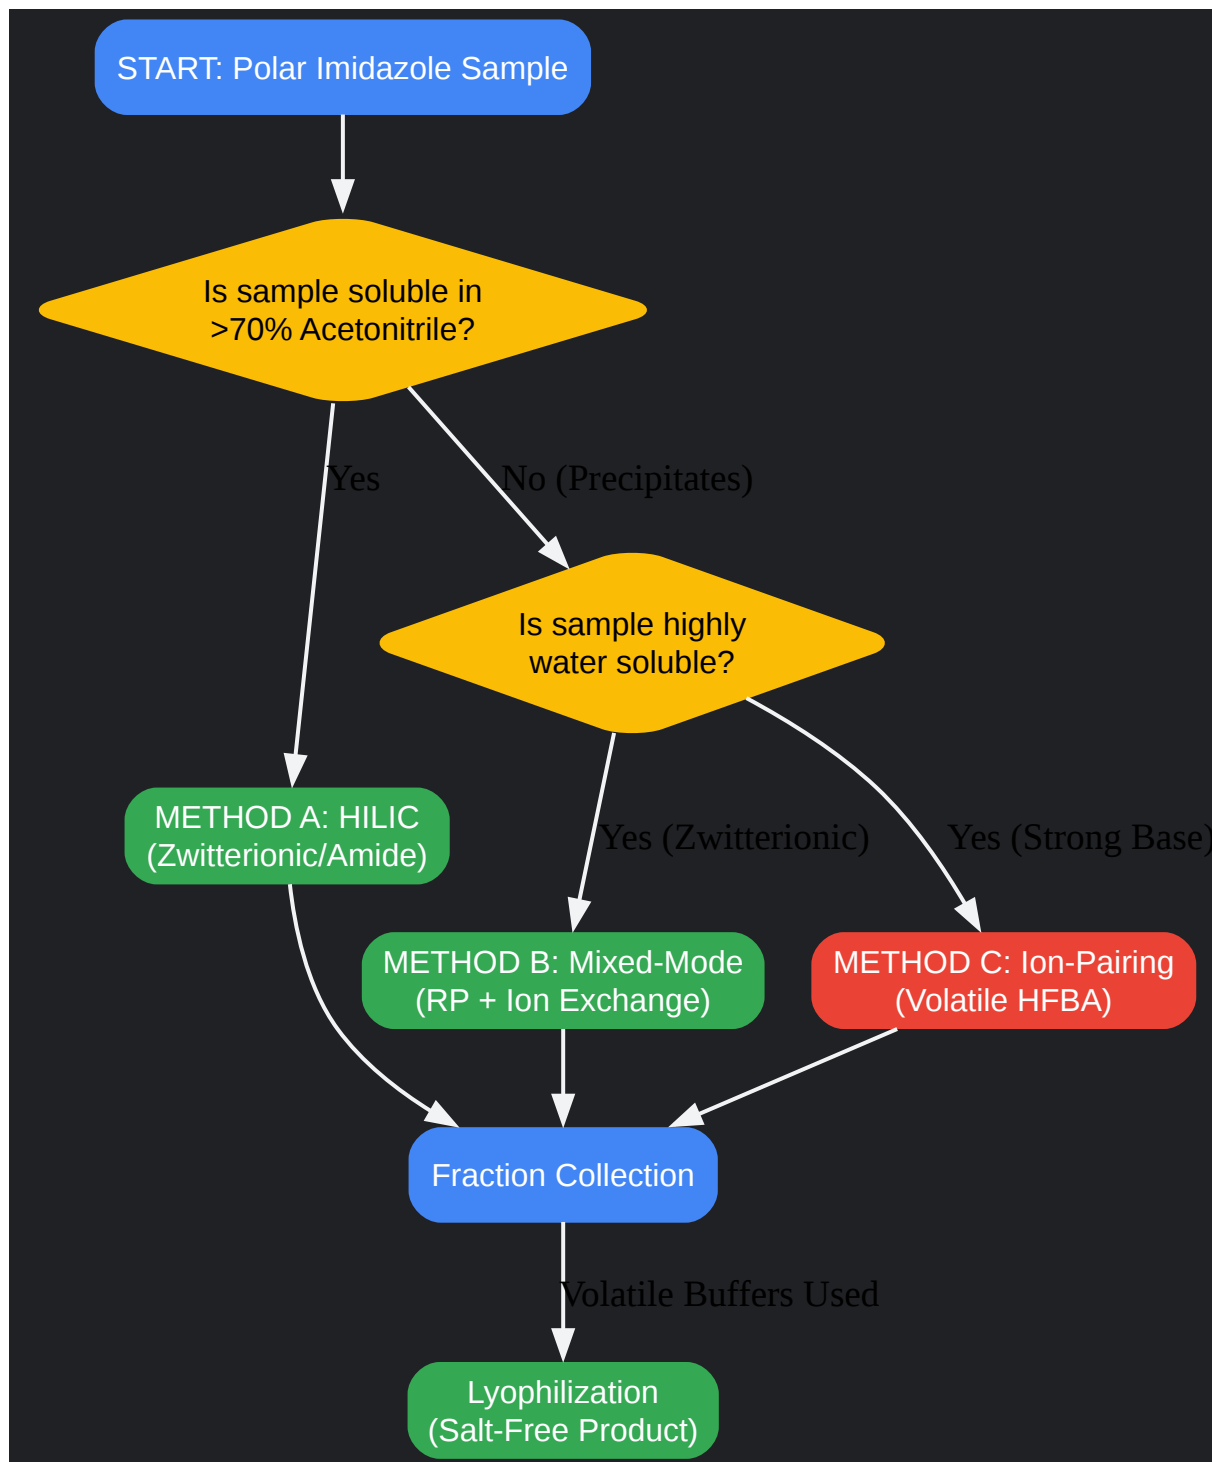 START: Polar Imidazole Sample
Is sample soluble in
>70% Acetonitrile?
Yes
No (Precipitates)
Is sample highly
water soluble?
METHOD A: HILIC
(Zwitterionic/Amide)
Yes (Zwitterionic)
Yes (Strong Base)
METHOD B: Mixed-Mode
(RP + Ion Exchange)
METHOD C: Ion-Pairing
(Volatile HFBA)
Fraction Collection
Volatile Buffers Used
Lyophilization
(Salt-Free Product)